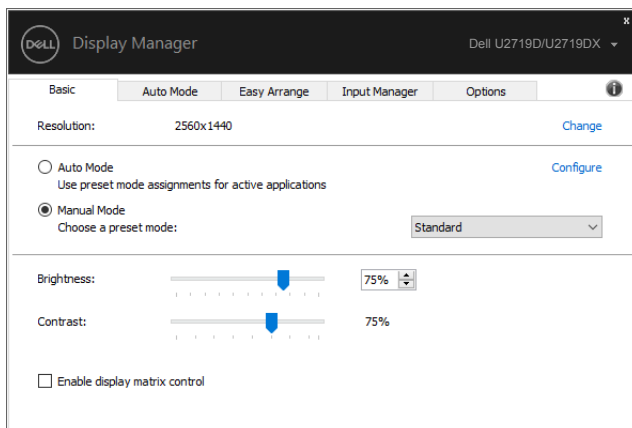 x
DELL Display Manager Dell U2719D/U2719DX
Basic Auto Mode Easy Arrange Input Manager Options i
Resolution: 2560x1440 Change
Auto Mode Configure
Use preset mode assignments for active applications
Manual Mode
Choose a preset mode: Standard
Brightness: 75%
Contrast: 75%
Enable display matrix control